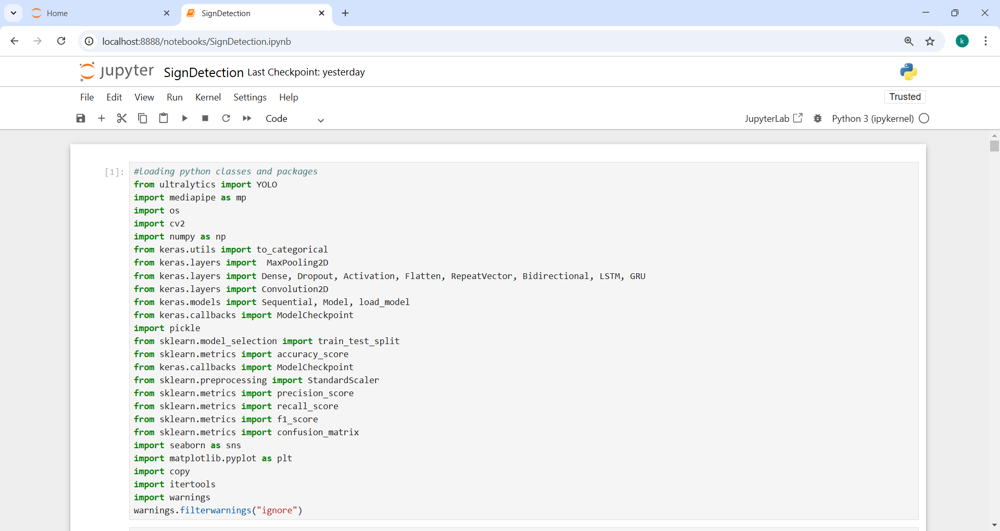 Home
SignDetection
localhost:8888/notebooks/SignDetection.ipynb
k
jupyter SignDetection Last Checkpoint: yesterday
File Edit View Run Kernel Settings Help
Trusted
Code
JupyterLab
Python 3 (ipykernel)
[1]:
#loading python classes and packages
from ultralytics import YOLO
import mediapipe as mp
import os
import cv2
import numpy as np
from keras.utils import to_categorical
from keras.layers import  MaxPooling2D
from keras.layers import Dense, Dropout, Activation, Flatten, RepeatVector, Bidirectional, LSTM, GRU
from keras.layers import Convolution2D
from keras.models import Sequential, Model, load_model
from keras.callbacks import ModelCheckpoint
import pickle
from sklearn.model_selection import train_test_split
from sklearn.metrics import accuracy_score
from keras.callbacks import ModelCheckpoint
from sklearn.preprocessing import StandardScaler
from sklearn.metrics import precision_score
from sklearn.metrics import recall_score
from sklearn.metrics import f1_score
from sklearn.metrics import confusion_matrix
import seaborn as sns
import matplotlib.pyplot as plt
import copy
import itertools
import warnings
warnings.filterwarnings("ignore")